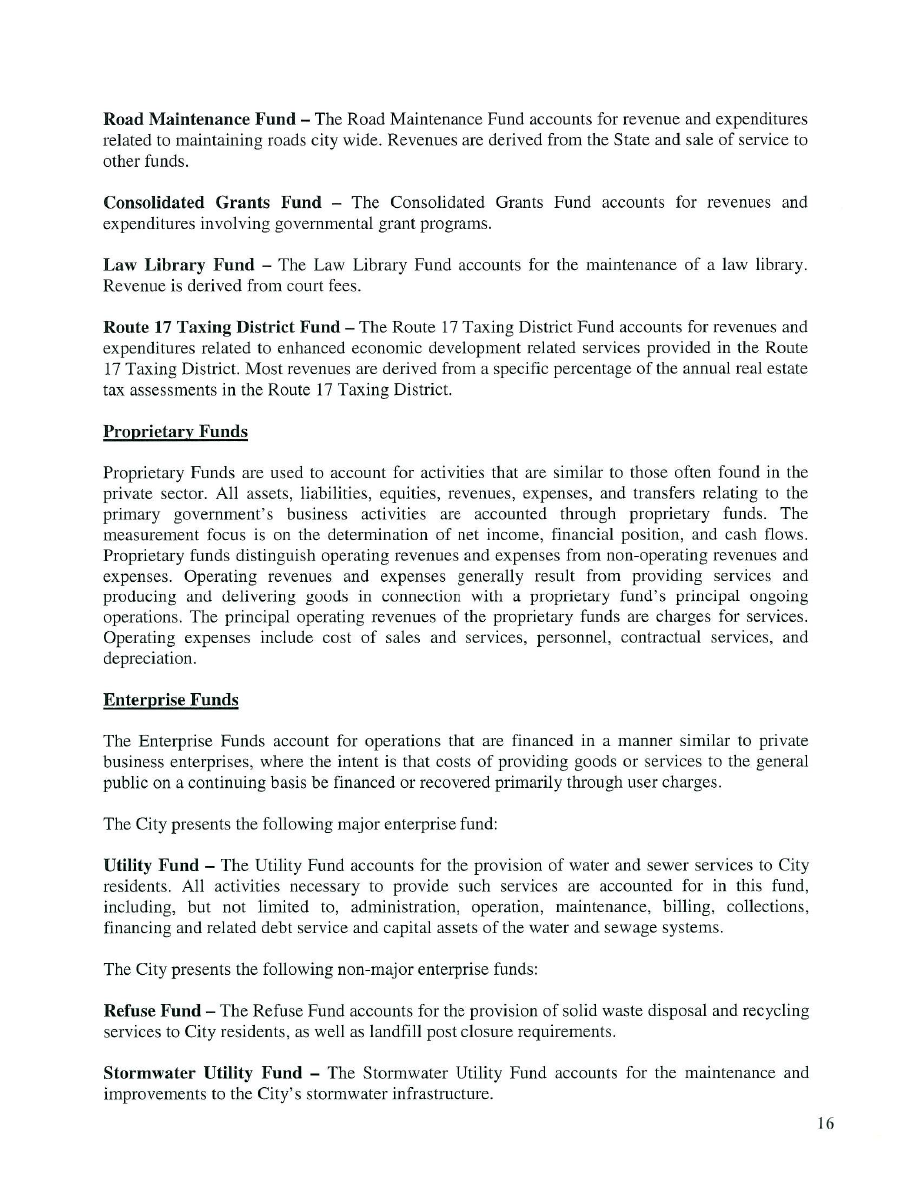 Road Maintenance Fund – The Road Maintenance Fund accounts for revenue and expenditures
related to maintaining roads city wide. Revenues are derived from the State and sale of service to
other funds.
Consolidated Grants Fund – The Consolidated Grants Fund accounts for revenues and
expenditures involving governmental grant programs.
Law Library Fund – The Law Library Fund accounts for the maintenance of a law library.
Revenue is derived from court fees.
Route 17 Taxing District Fund – The Route 17 Taxing District Fund accounts for revenues and
expenditures related to enhanced economic development related services provided in the Route
17 Taxing District. Most revenues are derived from a specific percentage of the annual real estate
tax assessments in the Route 17 Taxing District.
Proprietary Funds
Proprietary Funds are used to account for activities that are similar to those often found in the
private sector. All assets, liabilities, equities, revenues, expenses, and transfers relating to the
primary government's business activities are accounted through proprietary funds. The
measurement focus is on the determination of net income, financial position, and cash flows.
Proprietary funds distinguish operating revenues and expenses from non-operating revenues and
expenses. Operating revenues and expenses generally result from providing services and
producing and delivering goods in connection with a proprietary fund's principal ongoing
operations. The principal operating revenues of the proprietary funds are charges for services.
Operating expenses include cost of sales and services, personnel, contractual services, and
depreciation.
Enterprise Funds
The Enterprise Funds account for operations that are financed in a manner similar to private
business enterprises, where the intent is that costs of providing goods or services to the general
public on a continuing basis be financed or recovered primarily through user charges.
The City presents the following major enterprise fund:
Utility Fund – The Utility Fund accounts for the provision of water and sewer services to City
residents. All activities necessary to provide such services are accounted for in this fund,
including, but not limited to, administration, operation, maintenance, billing, collections,
financing and related debt service and capital assets of the water and sewage systems.
The City presents the following non-major enterprise funds:
Refuse Fund – The Refuse Fund accounts for the provision of solid waste disposal and recycling
services to City residents, as well as landfill post closure requirements.
Stormwater Utility Fund – The Stormwater Utility Fund accounts for the maintenance and
improvements to the City's stormwater infrastructure.
16